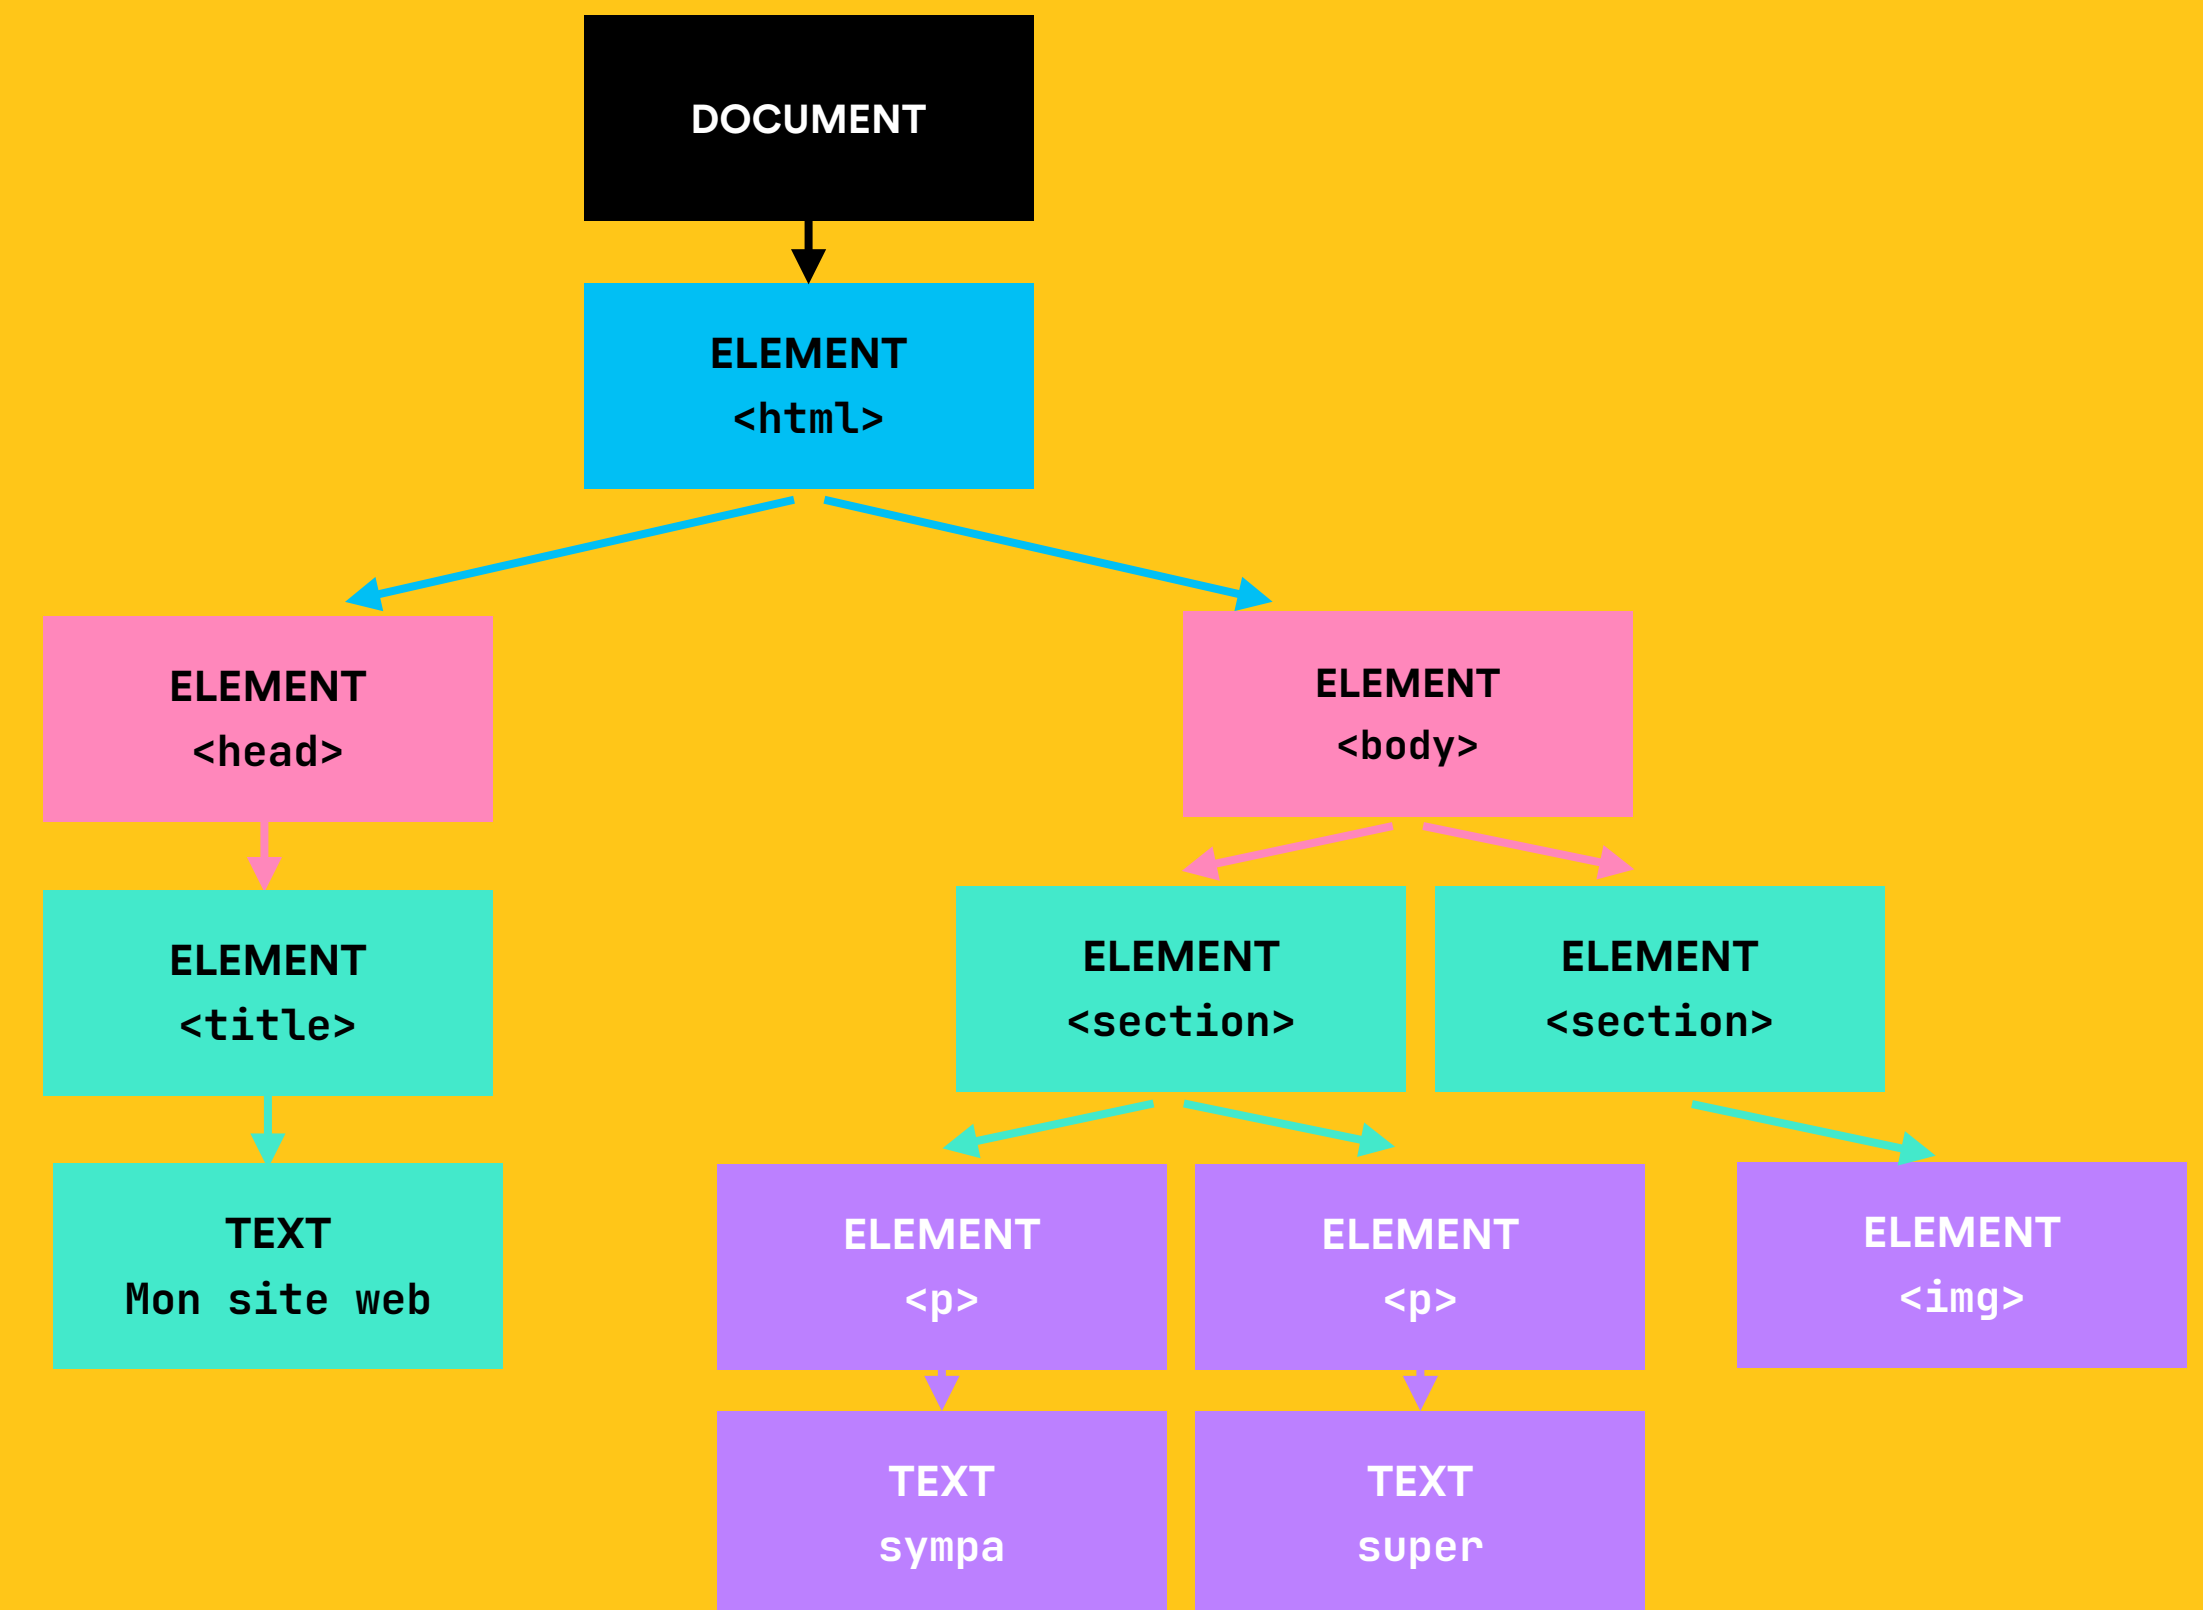 DOCUMENT
ELEMENT
<html>
ELEMENT
<head>
ELEMENT
<body>
ELEMENT
<title>
ELEMENT
<section>
ELEMENT
<section>
TEXT
Mon site web
ELEMENT
<p>
ELEMENT
<p>
ELEMENT
<img>
TEXT
sympa
TEXT
super